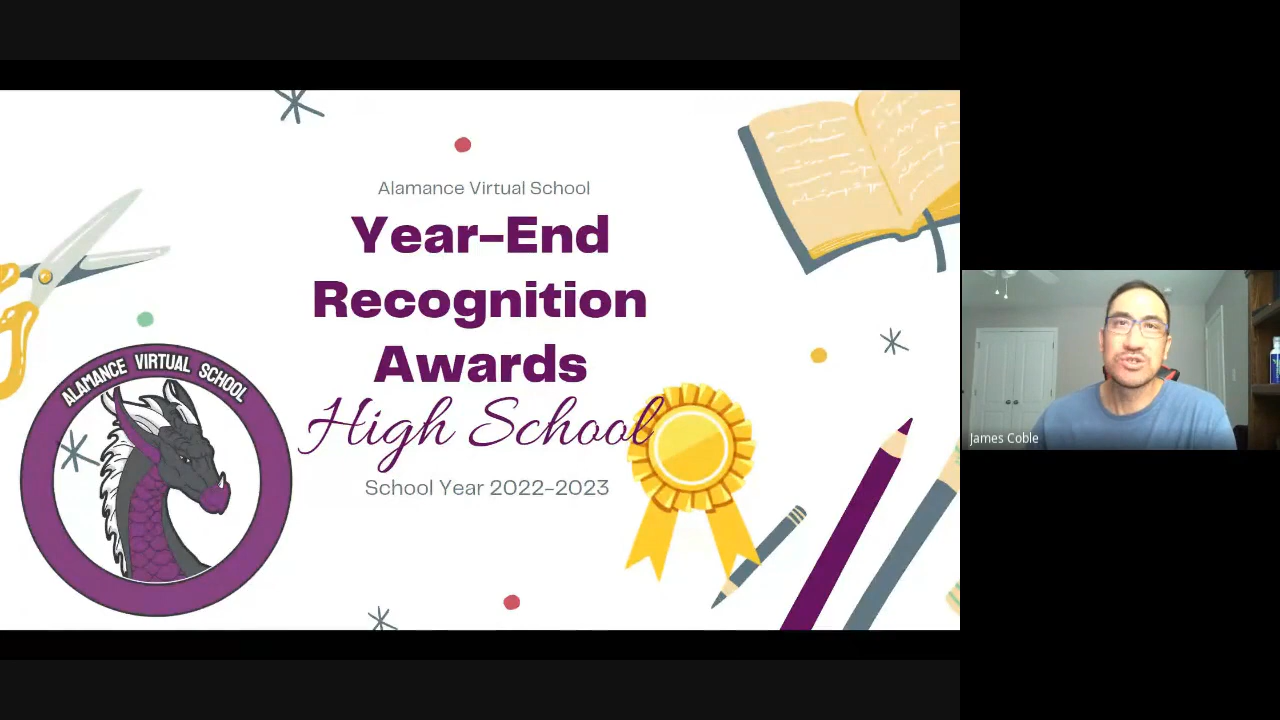 Alamance Virtual School
Year-End
Recognition
Awards
High School
School Year 2022-2023
ALAMANCE VIRTUAL SCHOOL
James Coble